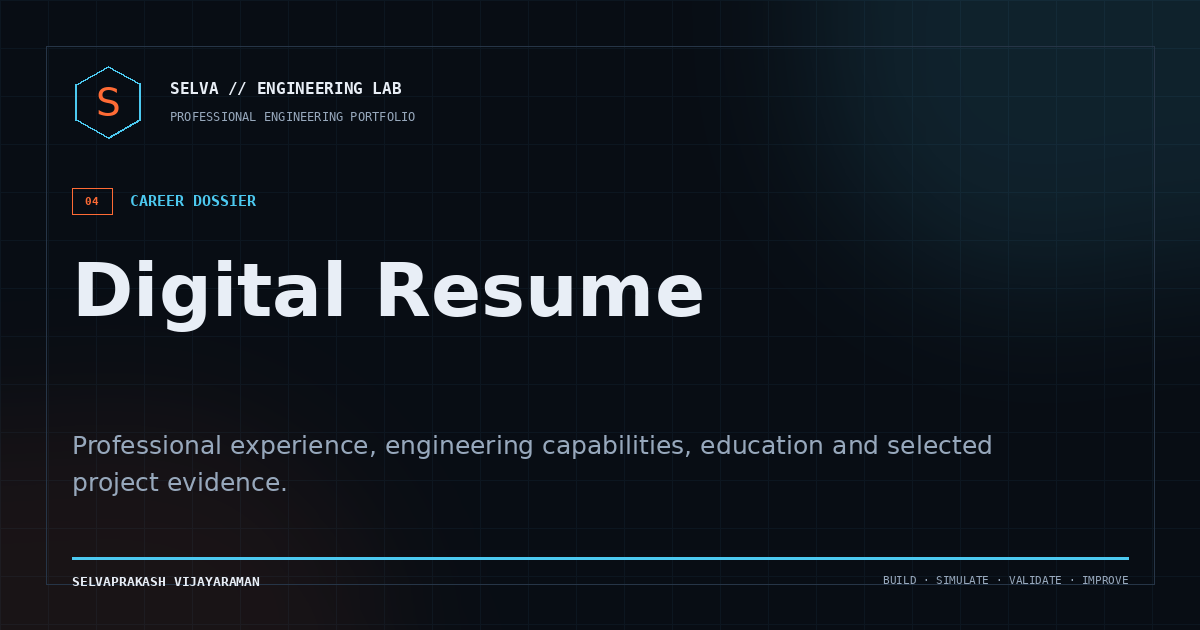 S
SELVA // ENGINEERING LAB
PROFESSIONAL ENGINEERING PORTFOLIO
04
CAREER DOSSIER
Digital Resume
Professional experience, engineering capabilities, education and selected
project evidence.
SELVAPRAKASH VIJAYARAMAN
BUILD · SIMULATE · VALIDATE · IMPROVE